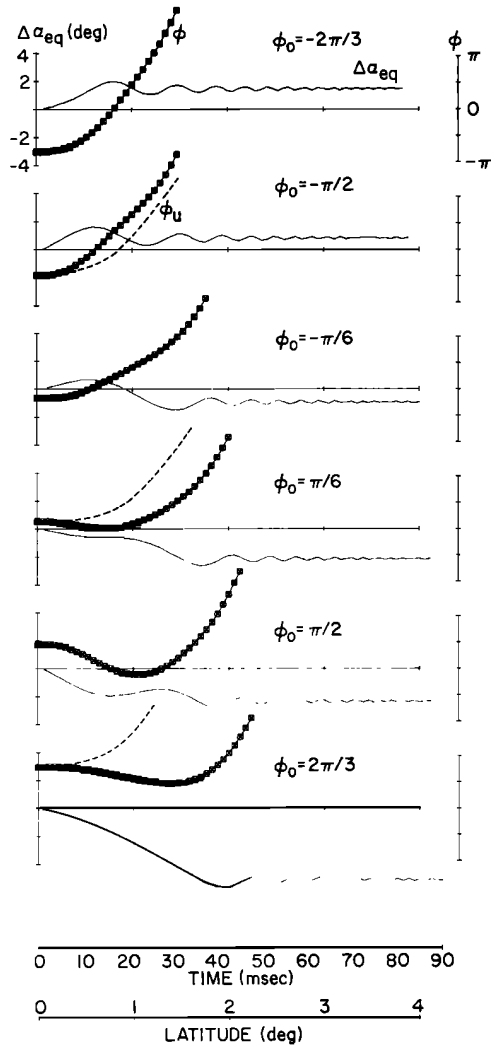 Δα_eq (deg) ϕ ϕ₀=-2π/3 ϕ π
4 Δα_eq
2
0 0
-2
-4 -π
ϕ₀=-π/2
ϕ_u
ϕ₀=-π/6
ϕ₀=π/6
ϕ₀=π/2
ϕ₀=2π/3
0 10 20 30 40 50 60 70 80 90
TIME (msec)
0 1 2 3 4
LATITUDE (deg)